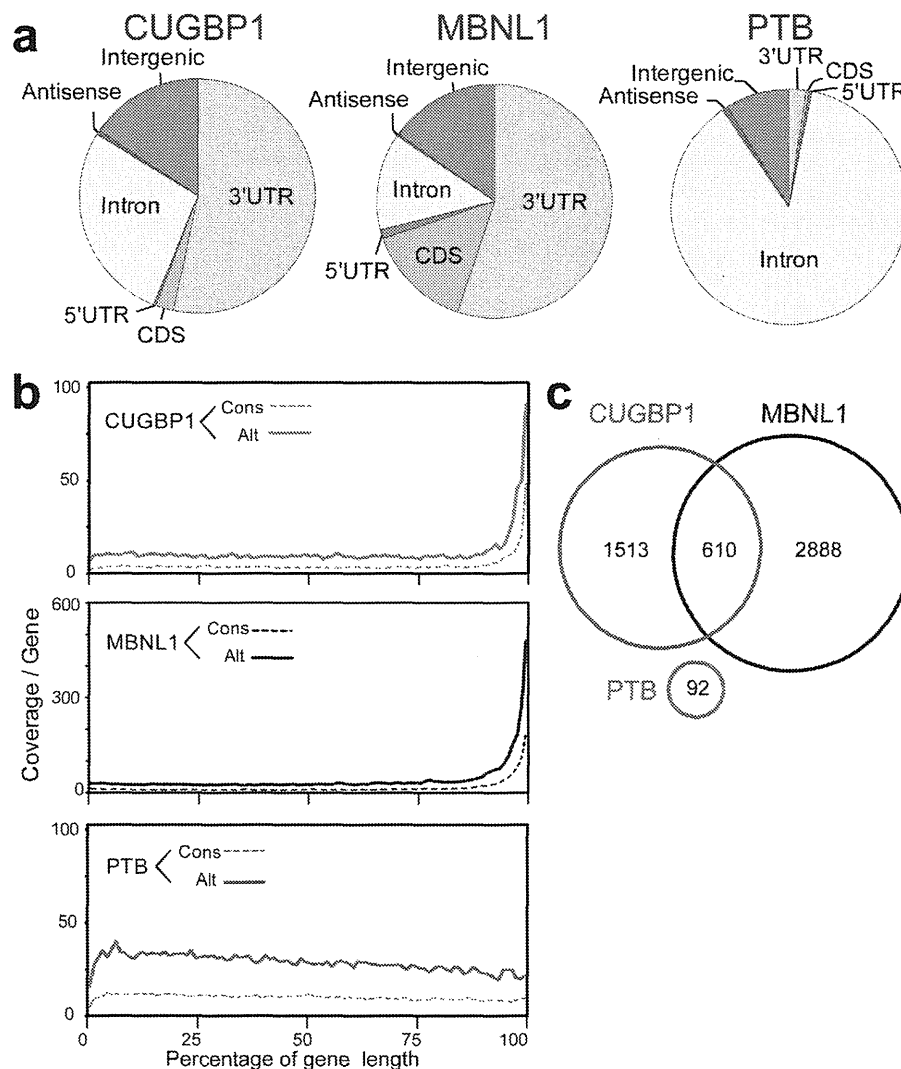 a
CUGBP1
Intergenic
Antisense
Intron
3'UTR
5'UTR
CDS
MBNL1
Intergenic
Antisense
Intron
3'UTR
5'UTR
CDS
PTB
3'UTR
Intergenic
CDS
Antisense
5'UTR
Intron
b
Coverage / Gene
100
CUGBP1
Cons
Alt
50
0
600
MBNL1
Cons
Alt
300
0
100
PTB
Cons
Alt
50
0
0 25 50 75 100
Percentage of gene length
c
CUGBP1
MBNL1
1513 610 2888
PTB 92